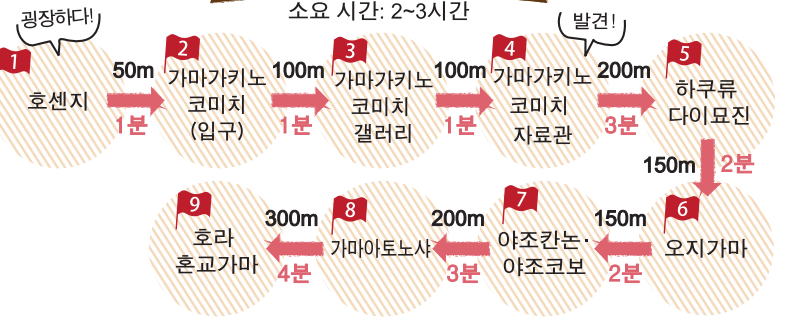 소요 시간: 2~3시간
굉장하다!
발견!
1
호센지
50m
1분
2
가마가키노
코미치
(입구)
100m
1분
3
가마가키노
코미치
갤러리
100m
1분
4
가마가키노
코미치
자료관
200m
3분
5
하쿠류
다이묘진
150m
2분
6
오지가마
150m
2분
7
야조칸논·
야조코보
200m
3분
8
가마아토노샤
300m
4분
9
호라
혼교가마